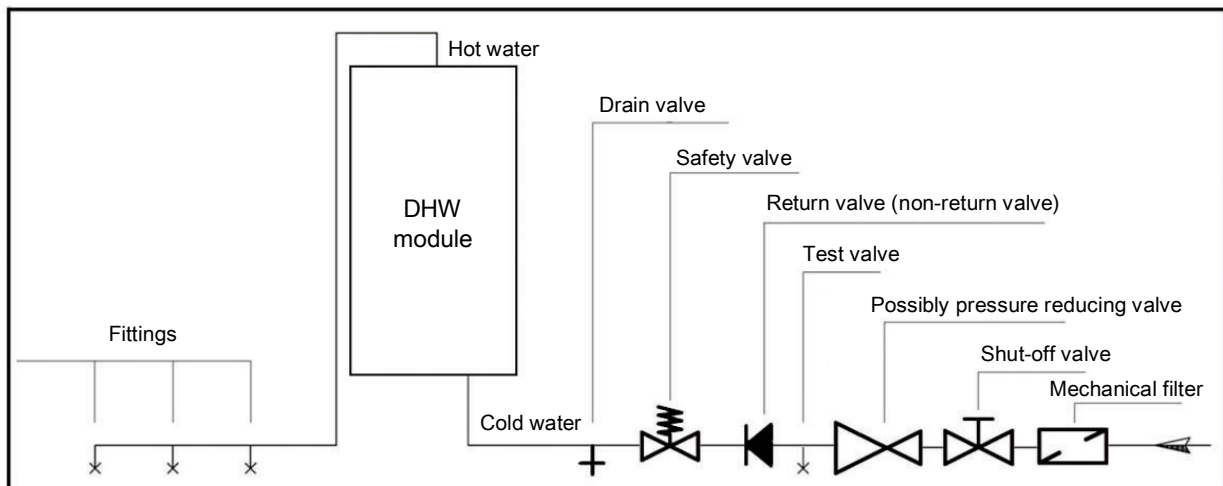 Hot water
Drain valve
Safety valve
DHW
module
Return valve (non-return valve)
Test valve
Possibly pressure reducing valve
Fittings
Shut-off valve
Mechanical filter
Cold water